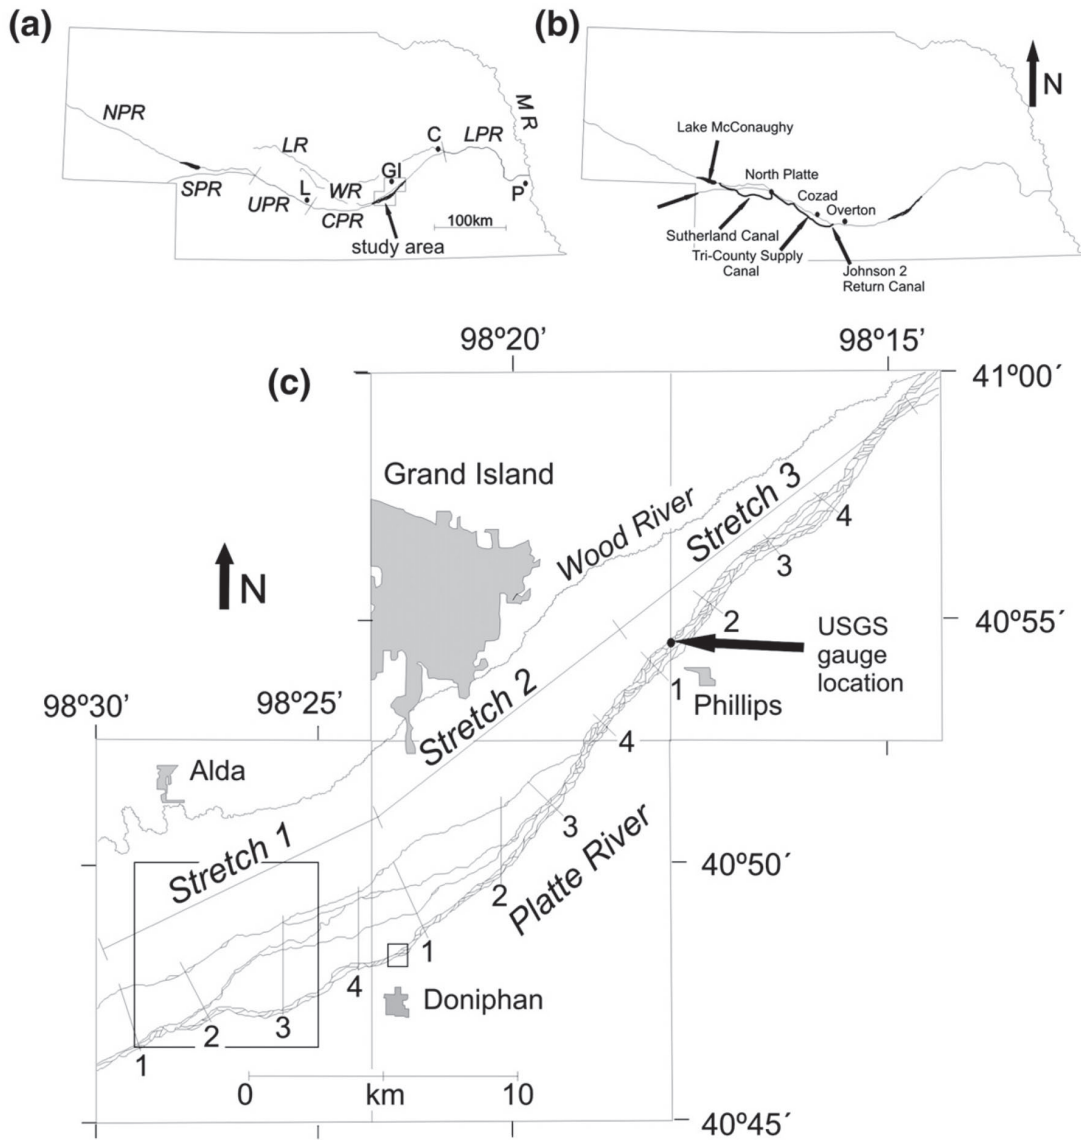 (a)
NPR
LR
C
LPR
M R
GI
SPR
WR
L
P
UPR
CPR
100km
study area
(b)
N
Lake McConaughy
North Platte
Cozad
Overton
Sutherland Canal
Tri-County Supply
Canal
Johnson 2
Return Canal
(c)
98º20’
98º15’
41º00´
Grand Island
Wood River
Stretch 3
4
3
N
2
40º55´
USGS
gauge
location
1
Phillips
Stretch 2
98º30’
98º25’
4
Alda
3
Platte River
Stretch 1
40º50´
2
1
4
Doniphan
3
2
1
0
km
10
40º45´